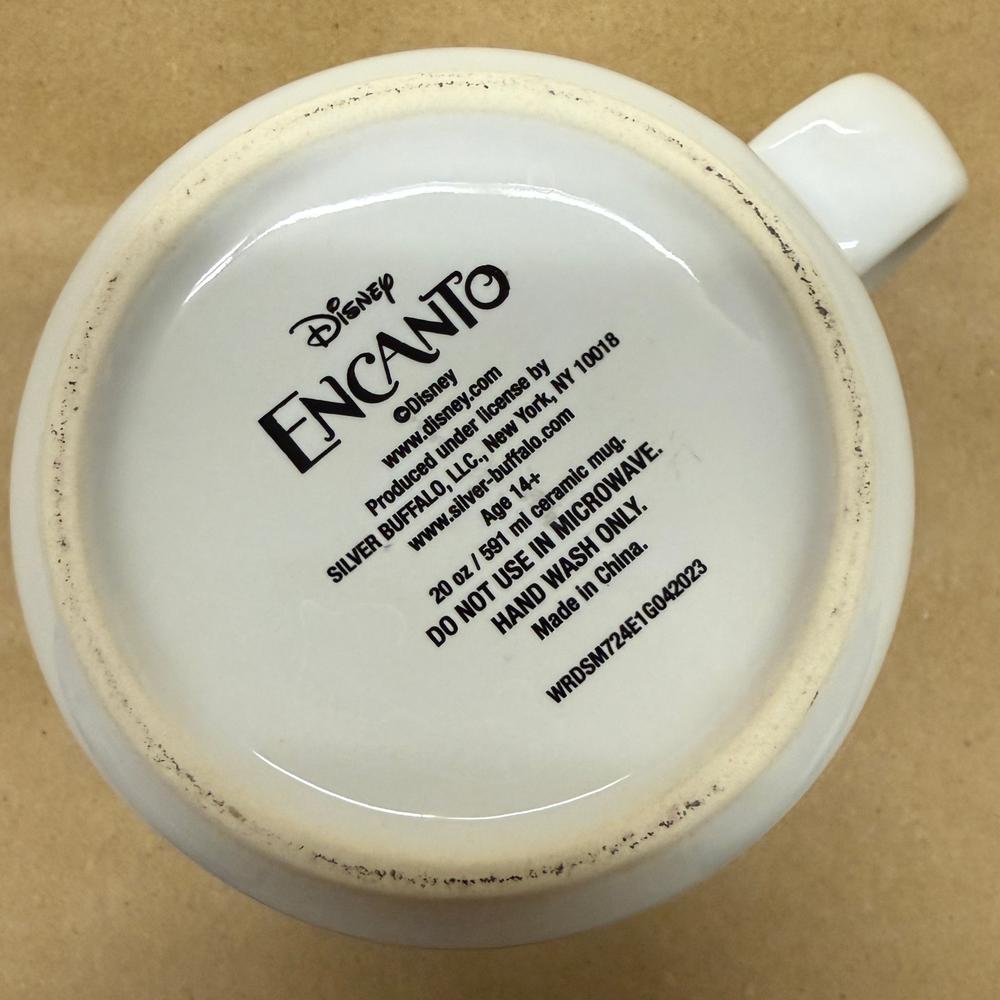 Disney
ENCANTO
©Disney
www.disney.com
Produced under license by
SILVER BUFFALO, LLC., New York, NY 10018
www.silver-buffalo.com
Age 14+
20 oz / 591 ml ceramic mug.
DO NOT USE IN MICROWAVE.
HAND WASH ONLY.
Made in China.
WRDSM724E1G042023